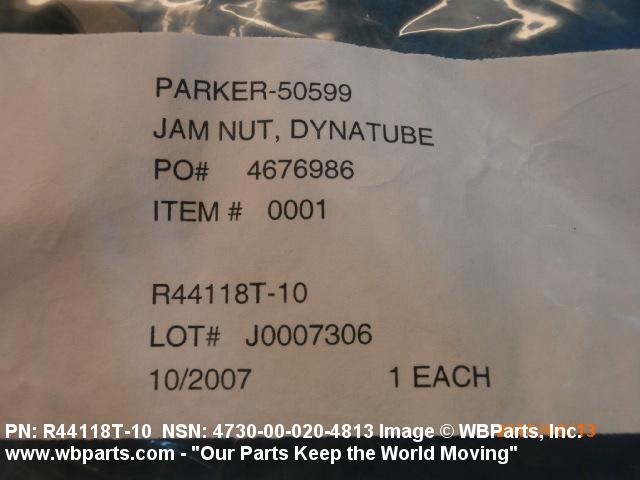 PARKER-50599
JAM NUT, DYNATUBE
PO# 4676986
ITEM # 0001
R44118T-10
LOT# J0007306
10/2007 1 EACH
PN: R44118T-10 NSN: 4730-00-020-4813 Image © WBParts, Inc.
www.wbparts.com - "Our Parts Keep the World Moving"